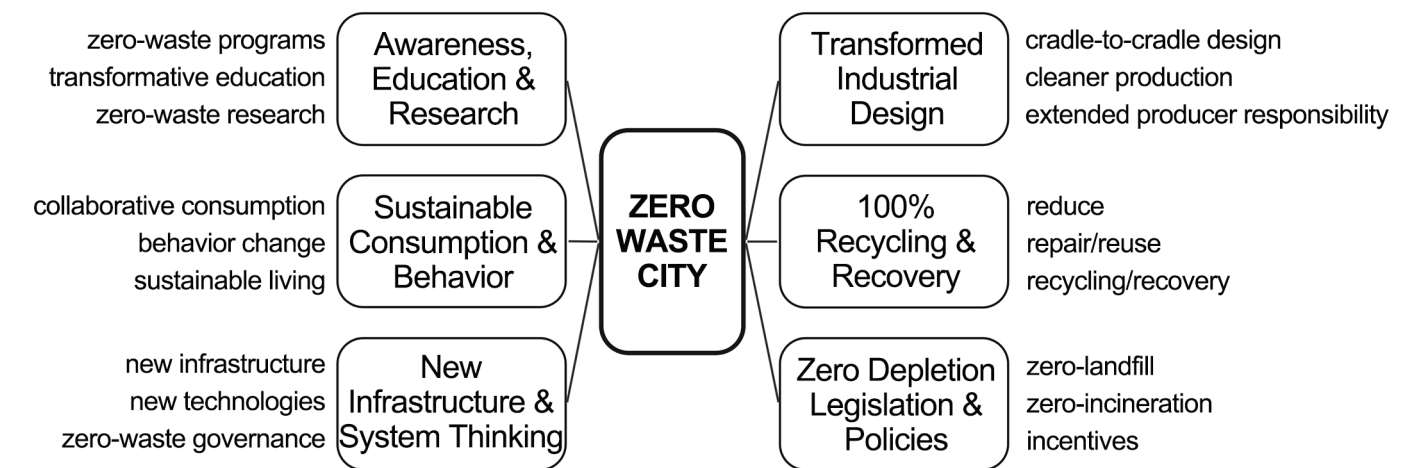 zero-waste programs
transformative education
zero-waste research
Awareness,
Education &
Research
collaborative consumption
behavior change
sustainable living
Sustainable
Consumption &
Behavior
new infrastructure
new technologies
zero-waste governance
New
Infrastructure &
System Thinking
ZERO
WASTE
CITY
Transformed
Industrial
Design
cradle-to-cradle design
cleaner production
extended producer responsibility
100%
Recycling &
Recovery
reduce
repair/reuse
recycling/recovery
Zero Depletion
Legislation &
Policies
zero-landfill
zero-incineration
incentives